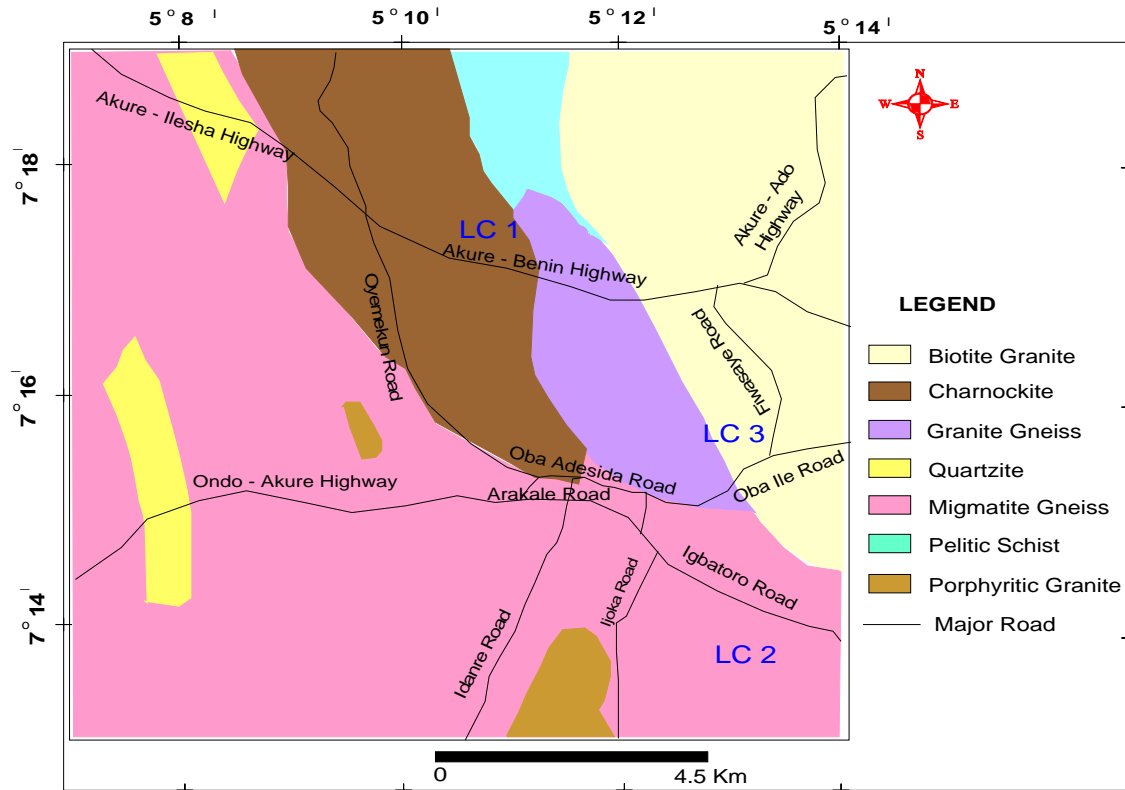 5 o 8 l
5 o 10 l
5 o 12 l
5 o 14 l
N
W E
S
Akure - Ilesha Highway
7 o 18 l
Akure - Ado
Highway
LC 1
Akure - Benin Highway
Oyemekun Road
Fiwasaye Road
LEGEND
Biotite Granite
Charnockite
Granite Gneiss
Quartzite
Migmatite Gneiss
Pelitic Schist
Porphyritic Granite
Major Road
7 o 16 l
LC 3
Oba Adesida Road
Oba Ile Road
Ondo - Akure Highway
Arakale Road
Igbatoro Road
Ijoka Road
7 o 14 l
Idanre Road
LC 2
0 4.5 Km